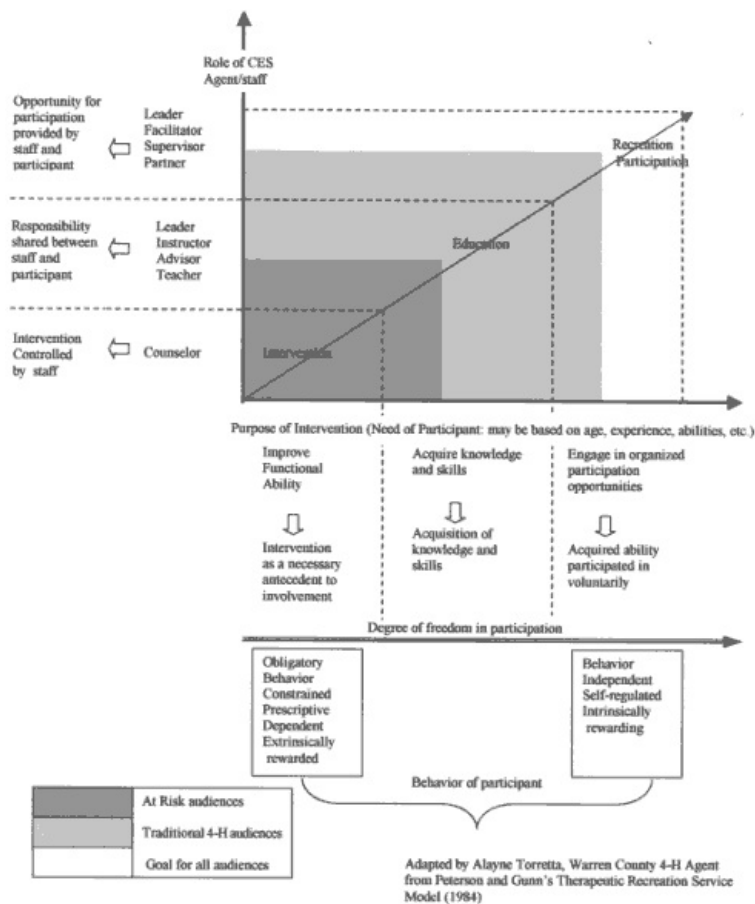 Role of CES
Agent/staff
Opportunity for
participation
provided by
staff and
participant
Leader
Facilitator
Supervisor
Partner
Recreation
Participation
Responsibility
shared between
staff and
participant
Leader
Instructor
Advisor
Teacher
Education
Intervention
Controlled
by staff
Counselor
Intervention
Purpose of Intervention (Need of Participant: may be based on age, experience, abilities, etc.)
Improve
Functional
Ability
Acquire knowledge
and skills
Engage in organized
participation
opportunities
Intervention
as a necessary
antecedent to
involvement
Acquisition of
knowledge and
skills
Acquired ability
participated in
voluntarily
Degree of freedom in participation
Obligatory
Behavior
Constrained
Prescriptive
Dependent
Extrinsically
rewarded
Behavior
Independent
Self-regulated
Intrinsically
rewarding
Behavior of participant
At Risk audiences
Traditional 4-H audiences
Goal for all audiences
Adapted by Alayne Torretta, Warren County 4-H Agent
from Peterson and Gunn's Therapeutic Recreation Service
Model (1984)